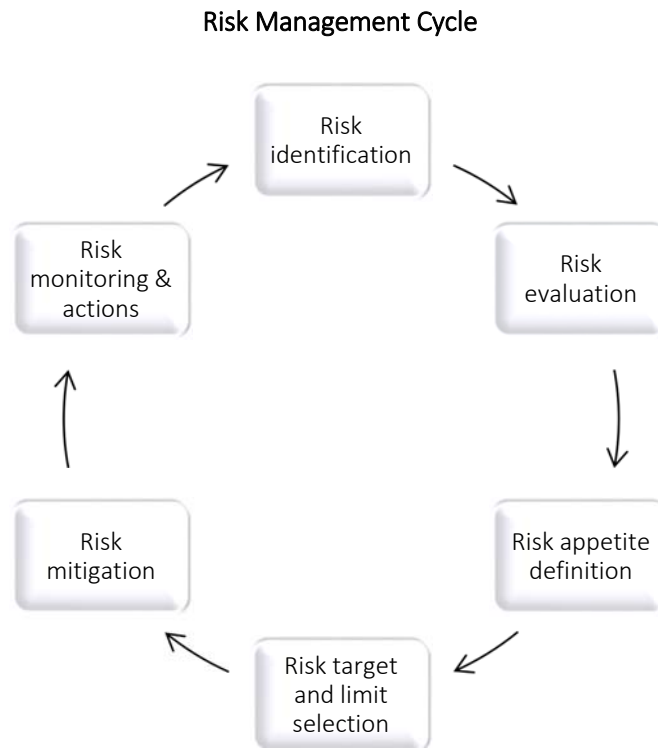 Risk Management Cycle
Risk
identification
Risk
evaluation
Risk appetite
definition
Risk target
and limit
selection
Risk
mitigation
Risk
monitoring &
actions